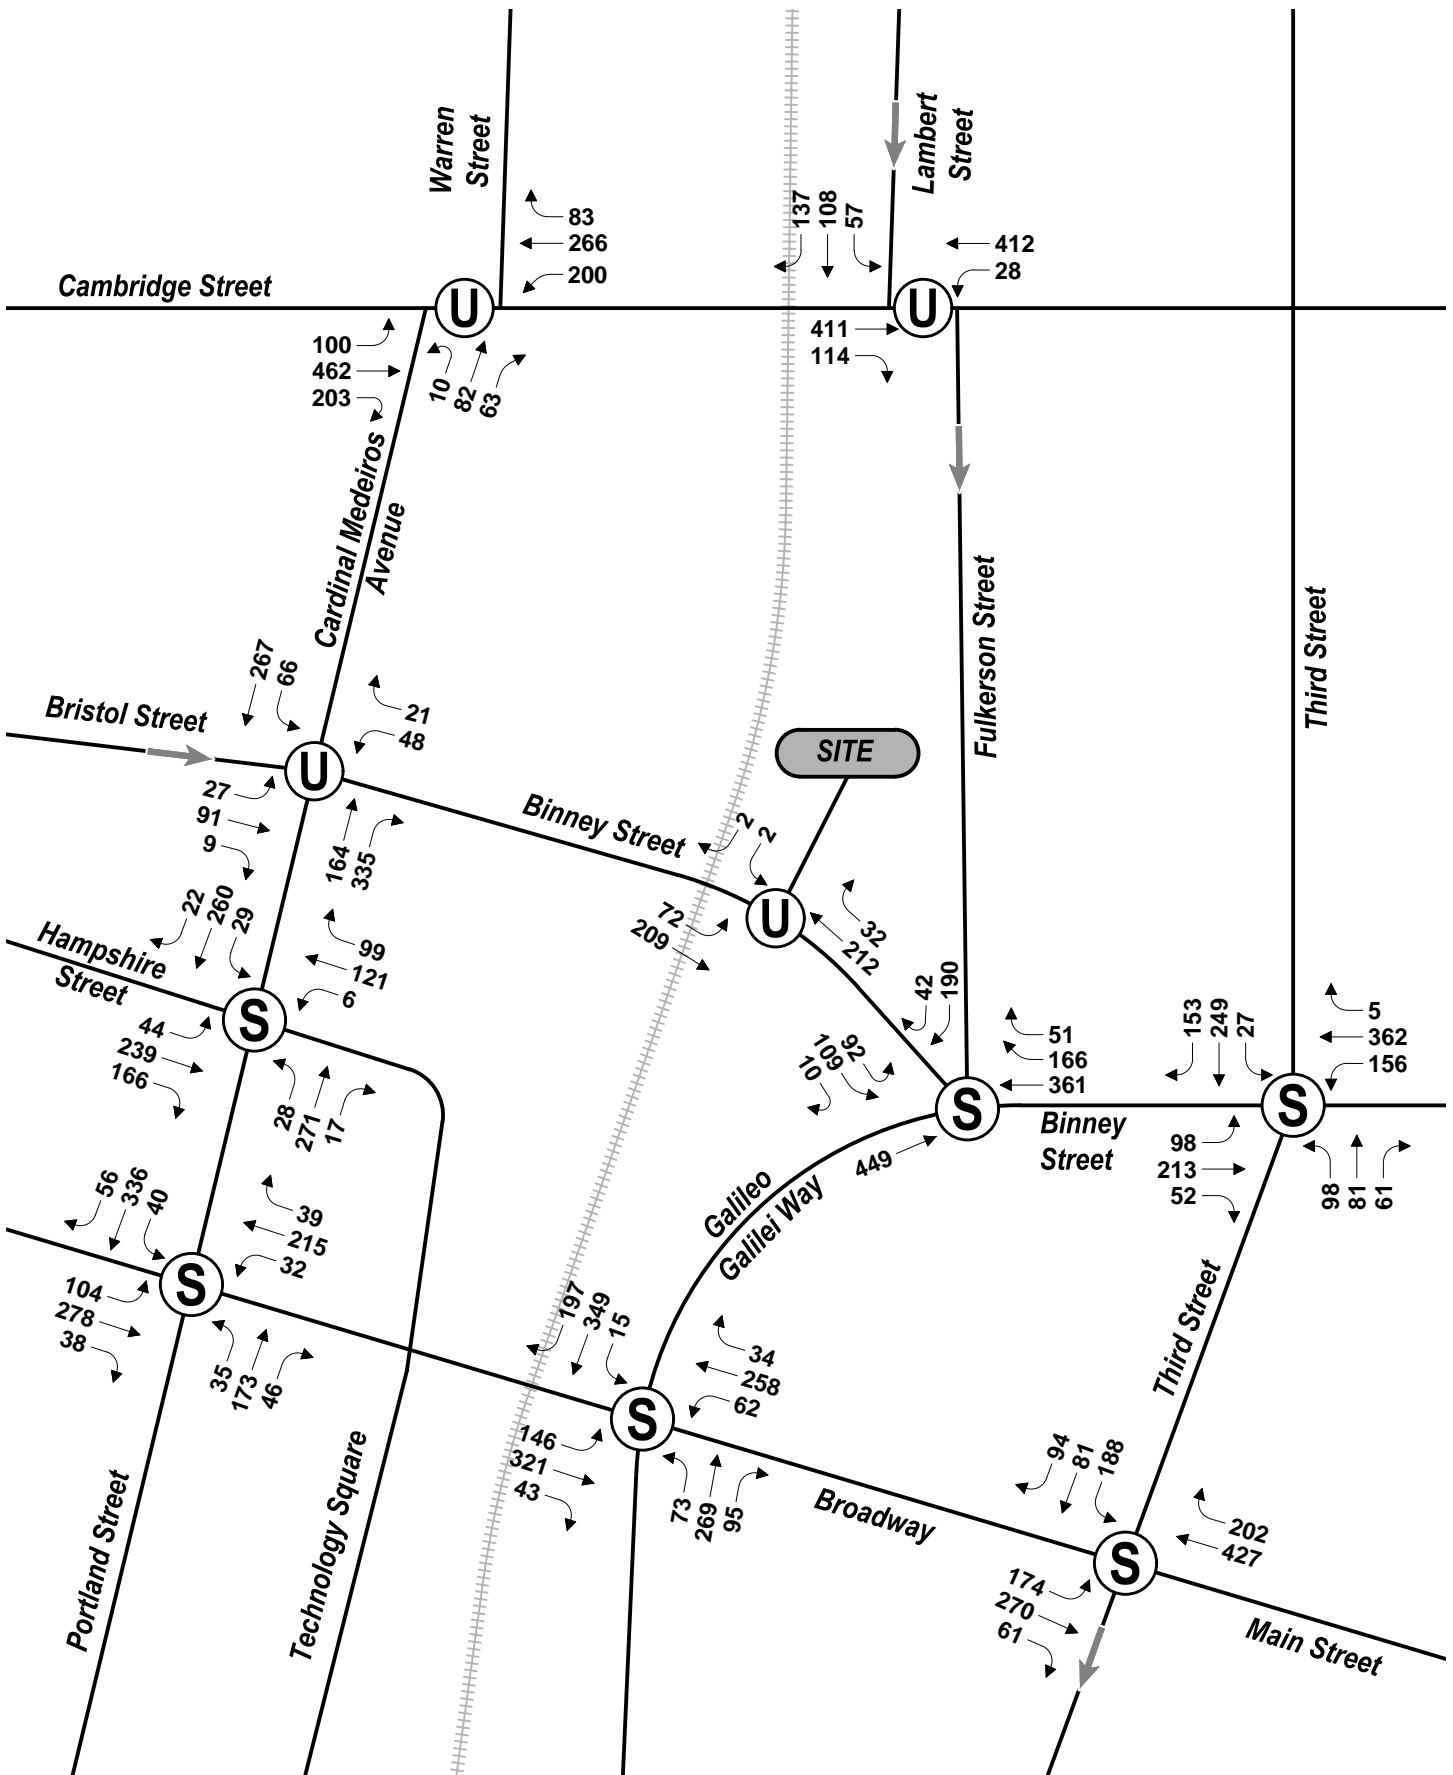 Warren
Street
Lambert
Street
83
266
200
137
108
57
412
28
Cambridge Street
U
U
100
462
203
10
82
63
411
114
Cardinal Medeiros
Avenue
Fulkerson Street
Third Street
267
66
21
48
Bristol Street
U
27
91
9
164
335
SITE
Binney Street
2
2
U
72
209
32
212
22
260
29
99
121
6
Hampshire
Street
S
44
239
166
28
271
17
42
190
51
166
361
92
109
10
S
449
Binney
Street
153
249
27
5
362
156
S
98
213
52
98
81
61
56
336
40
39
215
32
S
104
278
38
35
173
46
Galileo
Galilei Way
197
349
15
34
258
62
S
146
321
43
73
269
95
Third Street
Broadway
94
81
188
202
427
S
174
270
61
Main Street
Portland Street
Technology Square